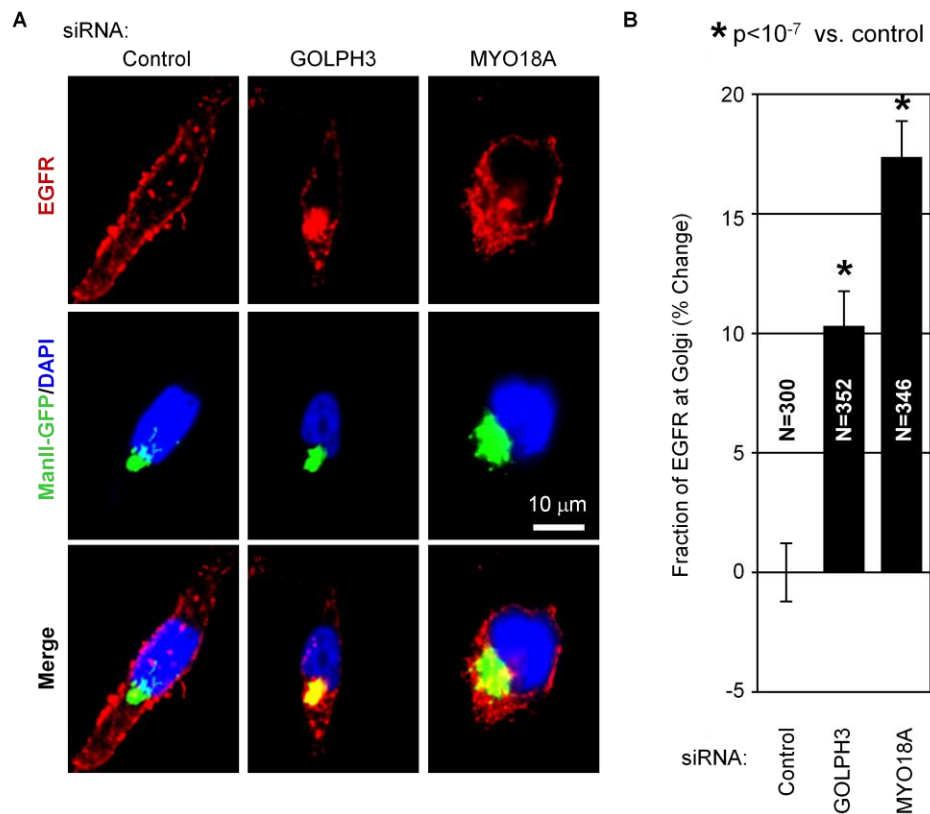 A
siRNA:
Control GOLPH3 MYO18A
EGFR
ManII-GFP/DAPI
10 μm
Merge
B
* p<10⁻⁷ vs. control
Fraction of EGFR at Golgi (% Change)
20
15
10
5
0
-5
*
*
N=300
N=352
N=346
siRNA:
Control
GOLPH3
MYO18A